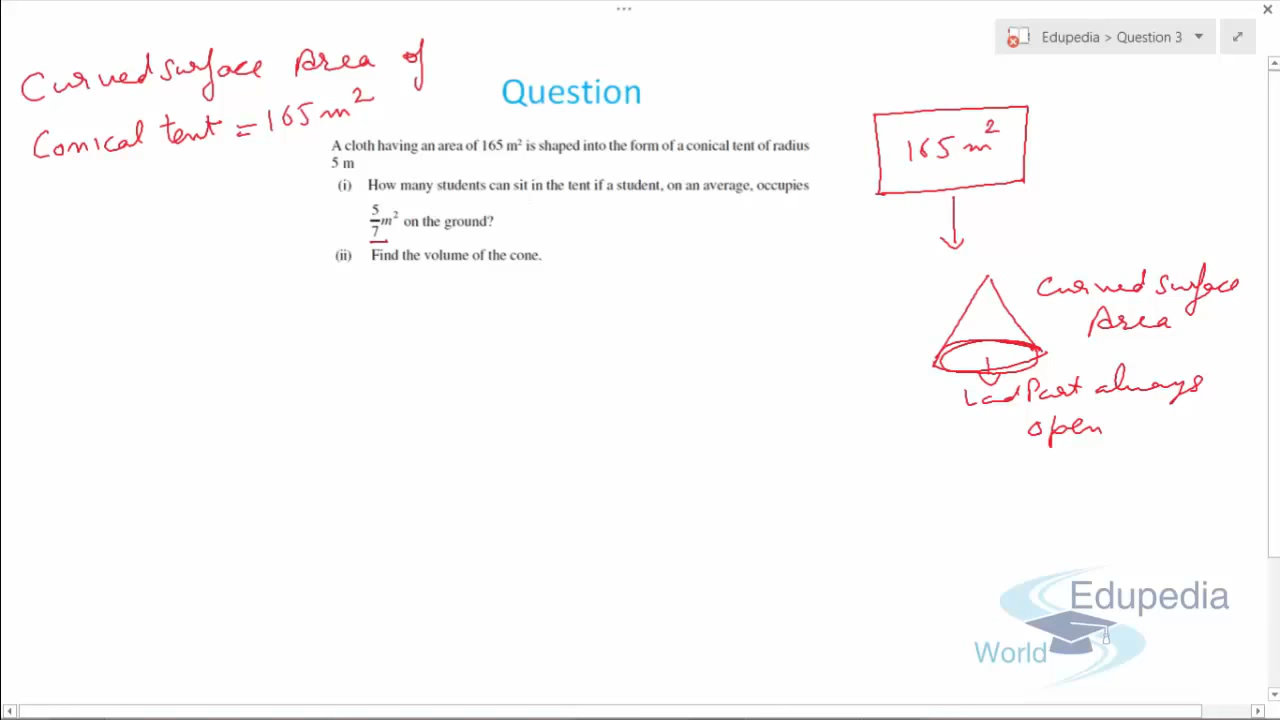 Edupedia > Question 3
Curved surface Area of
Conical tent = 165 m²
Question
A cloth having an area of 165 m² is shaped into the form of a conical tent of radius
5 m
(i) How many students can sit in the tent if a student, on an average, occupies
5/7 m² on the ground?
(ii) Find the volume of the cone.
165 m²
Curved surface
Area
Part always
open
Edupedia
World